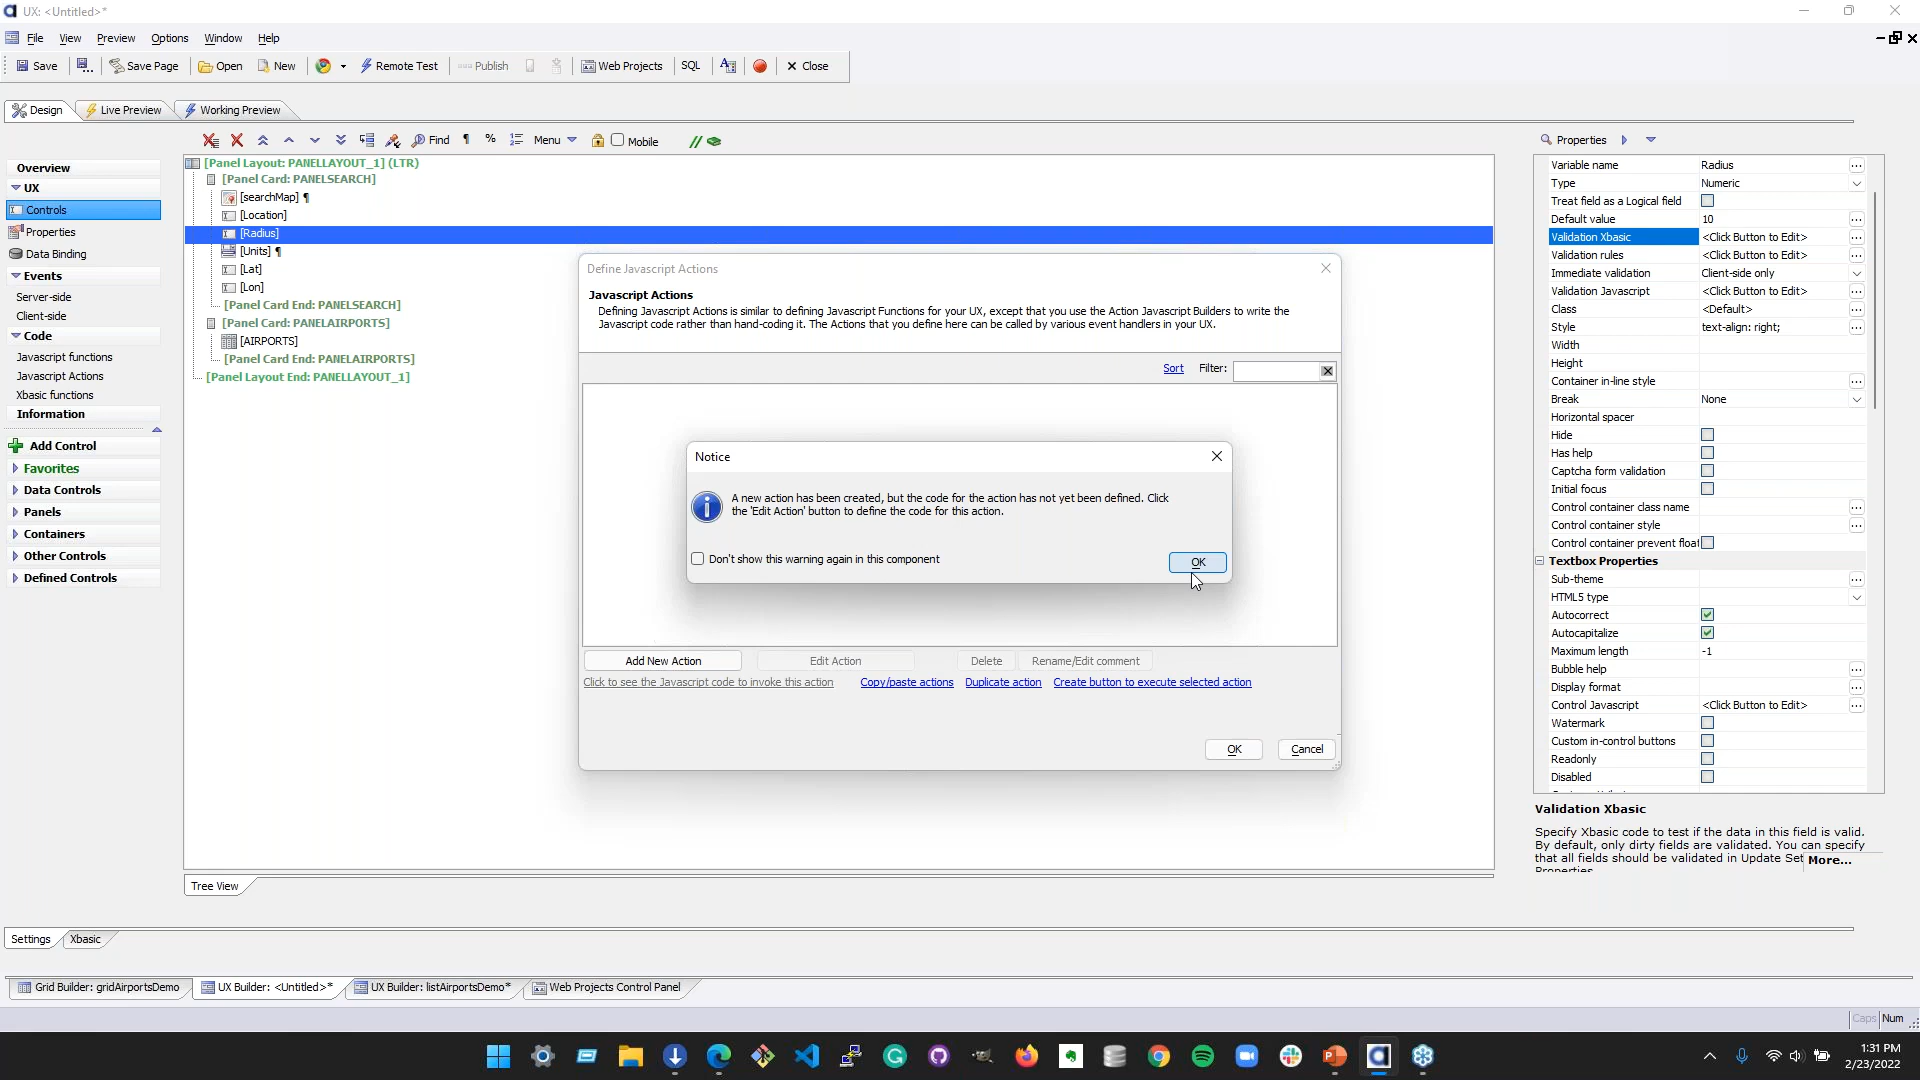 UX: <Untitled>*
File View Preview Options Window Help
Save Save Page Open New Remote Test Publish Web Projects SQL Close
Design Live Preview Working Preview
Find ¶ % Menu Mobile //
Properties
Overview
UX
Controls
Properties
Data Binding
Events
Server-side
Client-side
Code
Javascript functions
Javascript Actions
Xbasic functions
Information
Add Control
Favorites
Data Controls
Panels
Containers
Other Controls
Defined Controls
[Panel Layout: PANELLAYOUT_1] (LTR)
[Panel Card: PANELSEARCH]
[searchMap] ¶
[Location]
[Radius]
[Units] ¶
[Lat]
[Lon]
[Panel Card End: PANELSEARCH]
[Panel Card: PANELAIRPORTS]
[AIRPORTS]
[Panel Card End: PANELAIRPORTS]
[Panel Layout End: PANELLAYOUT_1]
Define Javascript Actions
Javascript Actions
Defining Javascript Actions is similar to defining Javascript Functions for your UX, except that you use the Action Javascript Builders to write the
Javascript code rather than hand-coding it. The Actions that you define here can be called by various event handlers in your UX.
Sort Filter:
Notice
A new action has been created, but the code for the action has not yet been defined. Click
the 'Edit Action' button to define the code for this action.
Don't show this warning again in this component
OK
Add New Action Edit Action Delete Rename/Edit comment
Click to see the Javascript code to invoke this action Copy/paste actions Duplicate action Create button to execute selected action
OK Cancel
Variable name Radius
Type Numeric
Treat field as a Logical field
Default value 10
Validation Xbasic <Click Button to Edit>
Validation rules <Click Button to Edit>
Immediate validation Client-side only
Validation Javascript <Click Button to Edit>
Class <Default>
Style text-align: right;
Width
Height
Container in-line style
Break None
Horizontal spacer
Hide
Has help
Captcha form validation
Initial focus
Control container class name
Control container style
Control container prevent float
Textbox Properties
Sub-theme
HTML5 type
Autocorrect
Autocapitalize
Maximum length -1
Bubble help
Display format
Control Javascript <Click Button to Edit>
Watermark
Custom in-control buttons
Readonly
Disabled
Validation Xbasic
Specify Xbasic code to test if the data in this field is valid.
By default, only dirty fields are validated. You can specify
that all fields should be validated in Update Set More...
Properties
Tree View
Settings Xbasic
Grid Builder: gridAirportsDemo UX Builder: <Untitled>* UX Builder: listAirportsDemo* Web Projects Control Panel
Caps Num
1:31 PM
2/23/2022